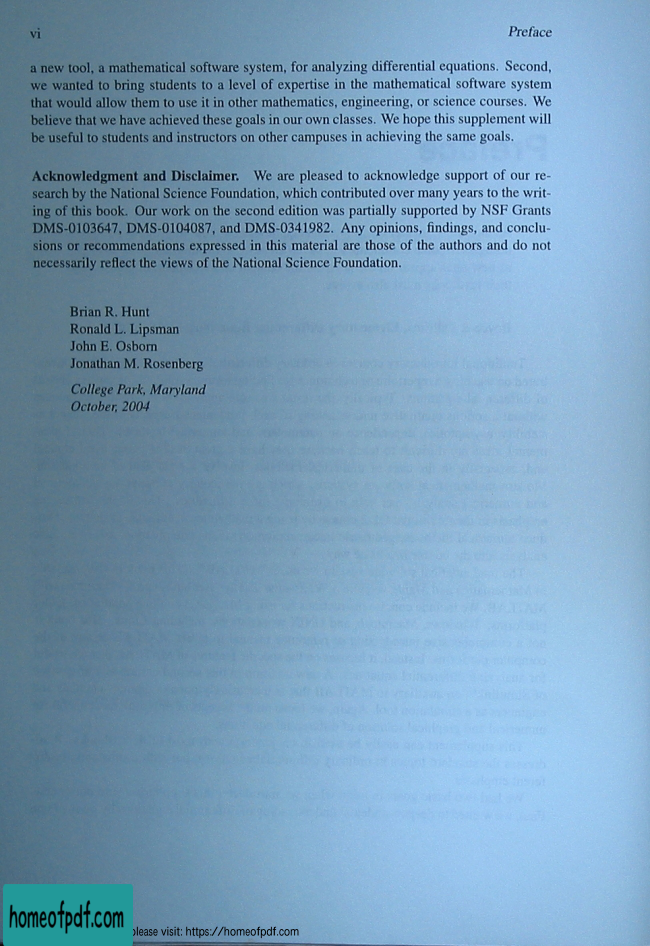 vi Preface
a new tool, a mathematical software system, for analyzing differential equations. Second,
we wanted to bring students to a level of expertise in the mathematical software system
that would allow them to use it in other mathematics, engineering, or science courses. We
believe that we have achieved these goals in our own classes. We hope this supplement will
be useful to students and instructors on other campuses in achieving the same goals.
Acknowledgment and Disclaimer. We are pleased to acknowledge support of our re-
search by the National Science Foundation, which contributed over many years to the writ-
ing of this book. Our work on the second edition was partially supported by NSF Grants
DMS-0103647, DMS-0104087, and DMS-0341982. Any opinions, findings, and conclu-
sions or recommendations expressed in this material are those of the authors and do not
necessarily reflect the views of the National Science Foundation.
Brian R. Hunt
Ronald L. Lipsman
John E. Osborn
Jonathan M. Rosenberg
College Park, Maryland
October, 2004
homeofpdf.com
please visit: https://homeofpdf.com